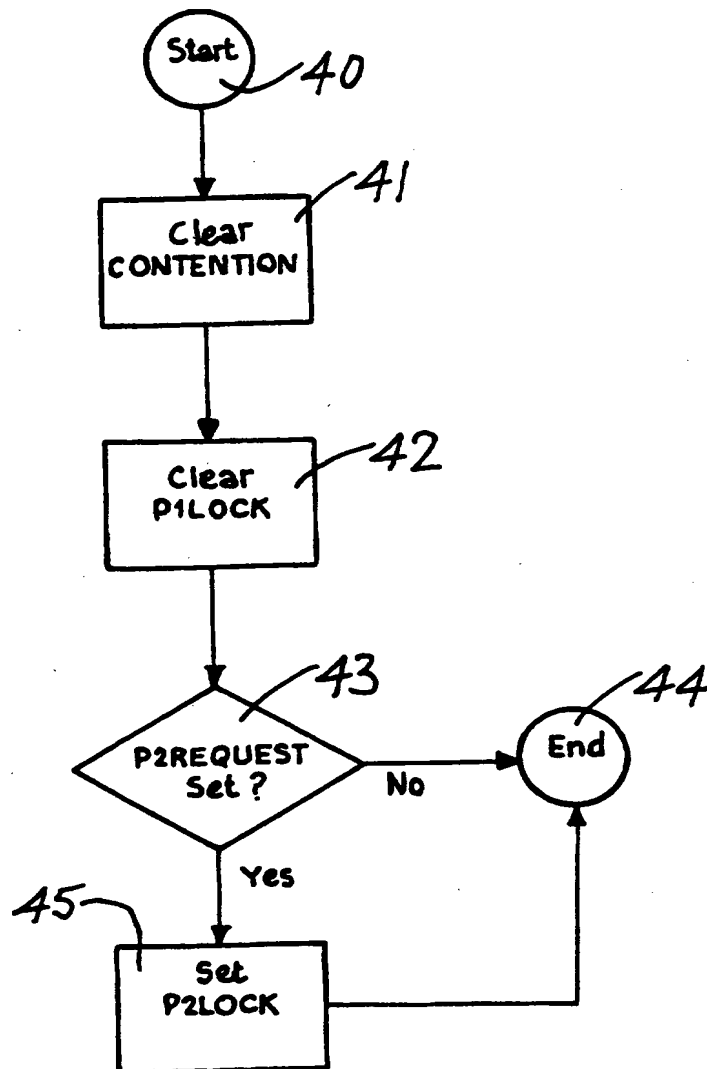 Start
40
41
Clear
CONTENTION
42
Clear
P1LOCK
43
44
P2REQUEST
Set?
End
No
Yes
45
Set
P2LOCK